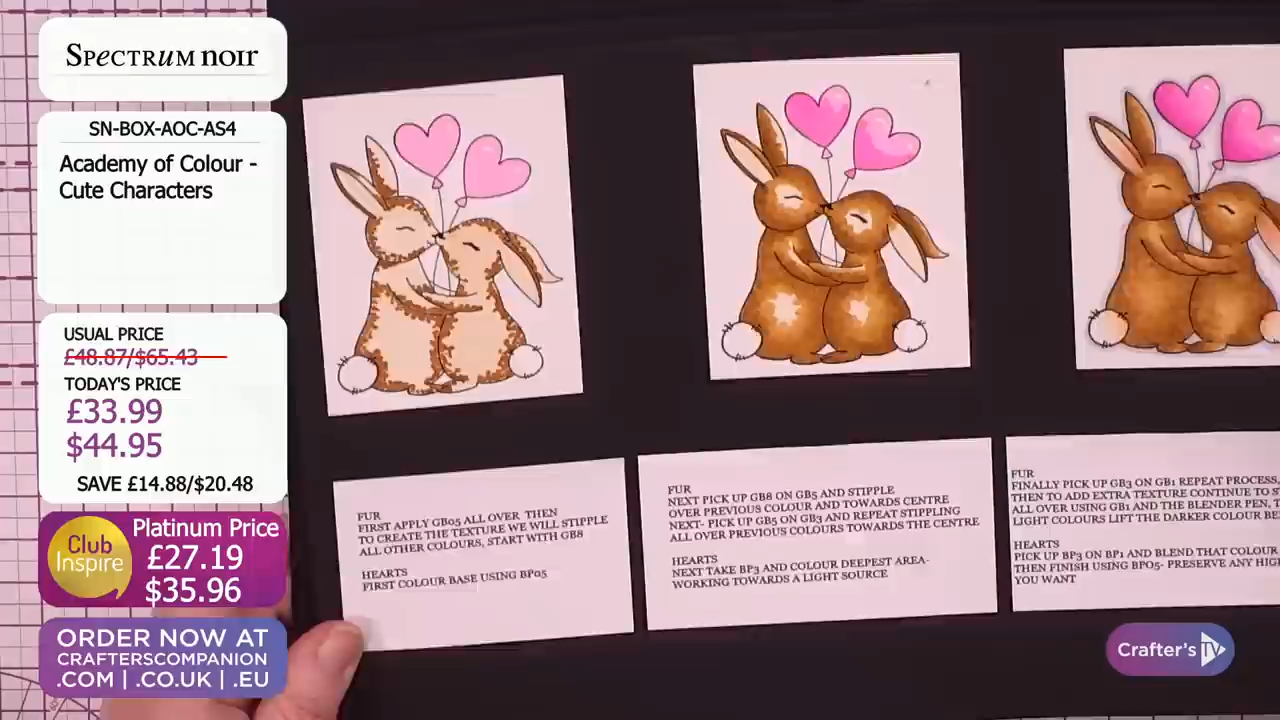 Spectrum noir
SN-BOX-AOC-AS4
Academy of Colour -
Cute Characters
USUAL PRICE
£48.87/$65.43
TODAY'S PRICE
£33.99
$44.95
SAVE £14.88/$20.48
Club
Inspire
Platinum Price
£27.19
$35.96
ORDER NOW AT
CRAFTERSCOMPANION
.COM | .CO.UK | .EU
FUR
FIRST APPLY GB05 ALL OVER THEN
TO CREATE THE TEXTURE WE WILL STIPPLE
ALL OTHER COLOURS, START WITH GB8
HEARTS
FIRST COLOUR BASE USING BP05
FUR
NEXT PICK UP GB8 ON GB5 AND STIPPLE
OVER PREVIOUS COLOUR AND TOWARDS CENTRE
NEXT- PICK UP GB5 ON GB3 AND REPEAT STIPPLING
ALL OVER PREVIOUS COLOURS TOWARDS THE CENTRE
HEARTS
NEXT TAKE BP3 AND COLOUR DEEPEST AREA-
WORKING TOWARDS A LIGHT SOURCE
FUR
FINALLY PICK UP GB3 ON GB1 REPEAT PROCESS,
THEN TO ADD EXTRA TEXTURE CONTINUE TO
ALL OVER USING GB1 AND THE BLENDER PEN,
LIGHT COLOURS LIFT THE DARKER COLOUR
HEARTS
PICK UP BP3 ON BP1 AND BLEND THAT COLOUR
THEN FINISH USING BP05- PRESERVE ANY
YOU WANT
Crafter's TV